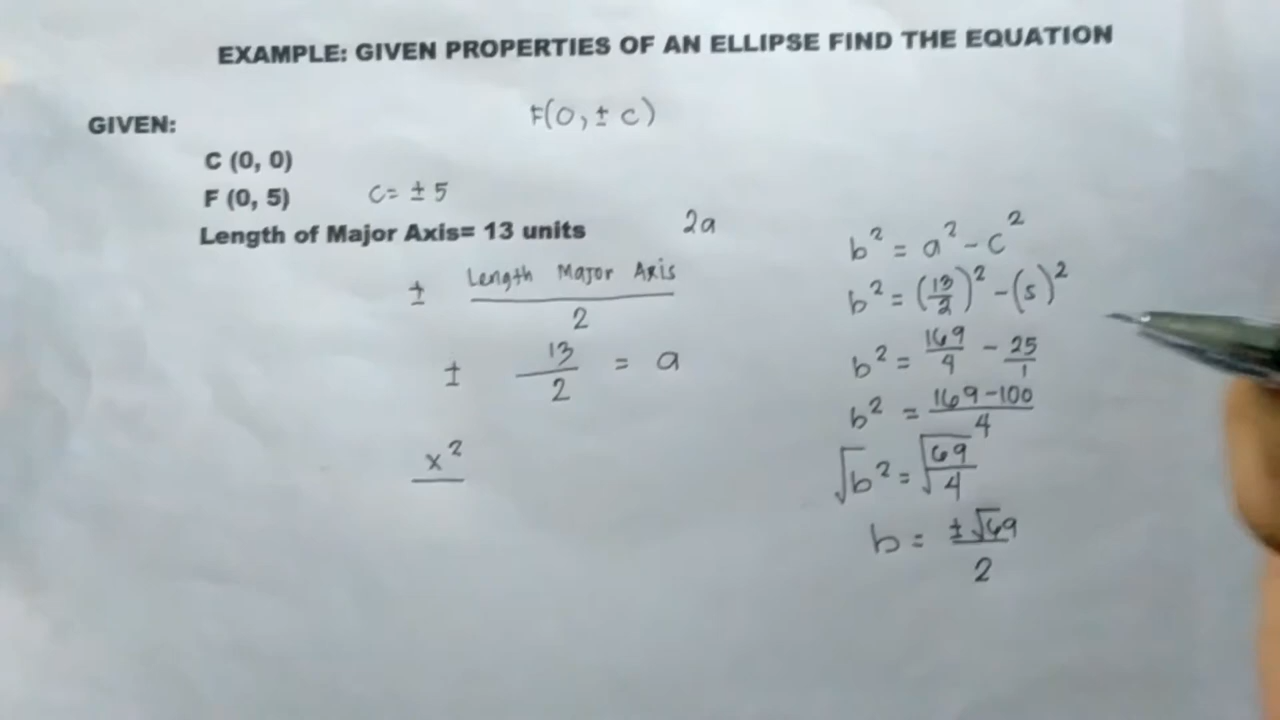 EXAMPLE: GIVEN PROPERTIES OF AN ELLIPSE FIND THE EQUATION
F(0, ± c)
GIVEN:
C (0, 0)
F (0, 5) c= ± 5
Length of Major Axis= 13 units 2a
± Length Major Axis / 2
± 13/2 = a
x²
b² = a² - c²
b² = (13/2)² - (5)²
b² = 169/4 - 25/1
b² = 169-100/4
√b² = √69/4
b = ±√69/2